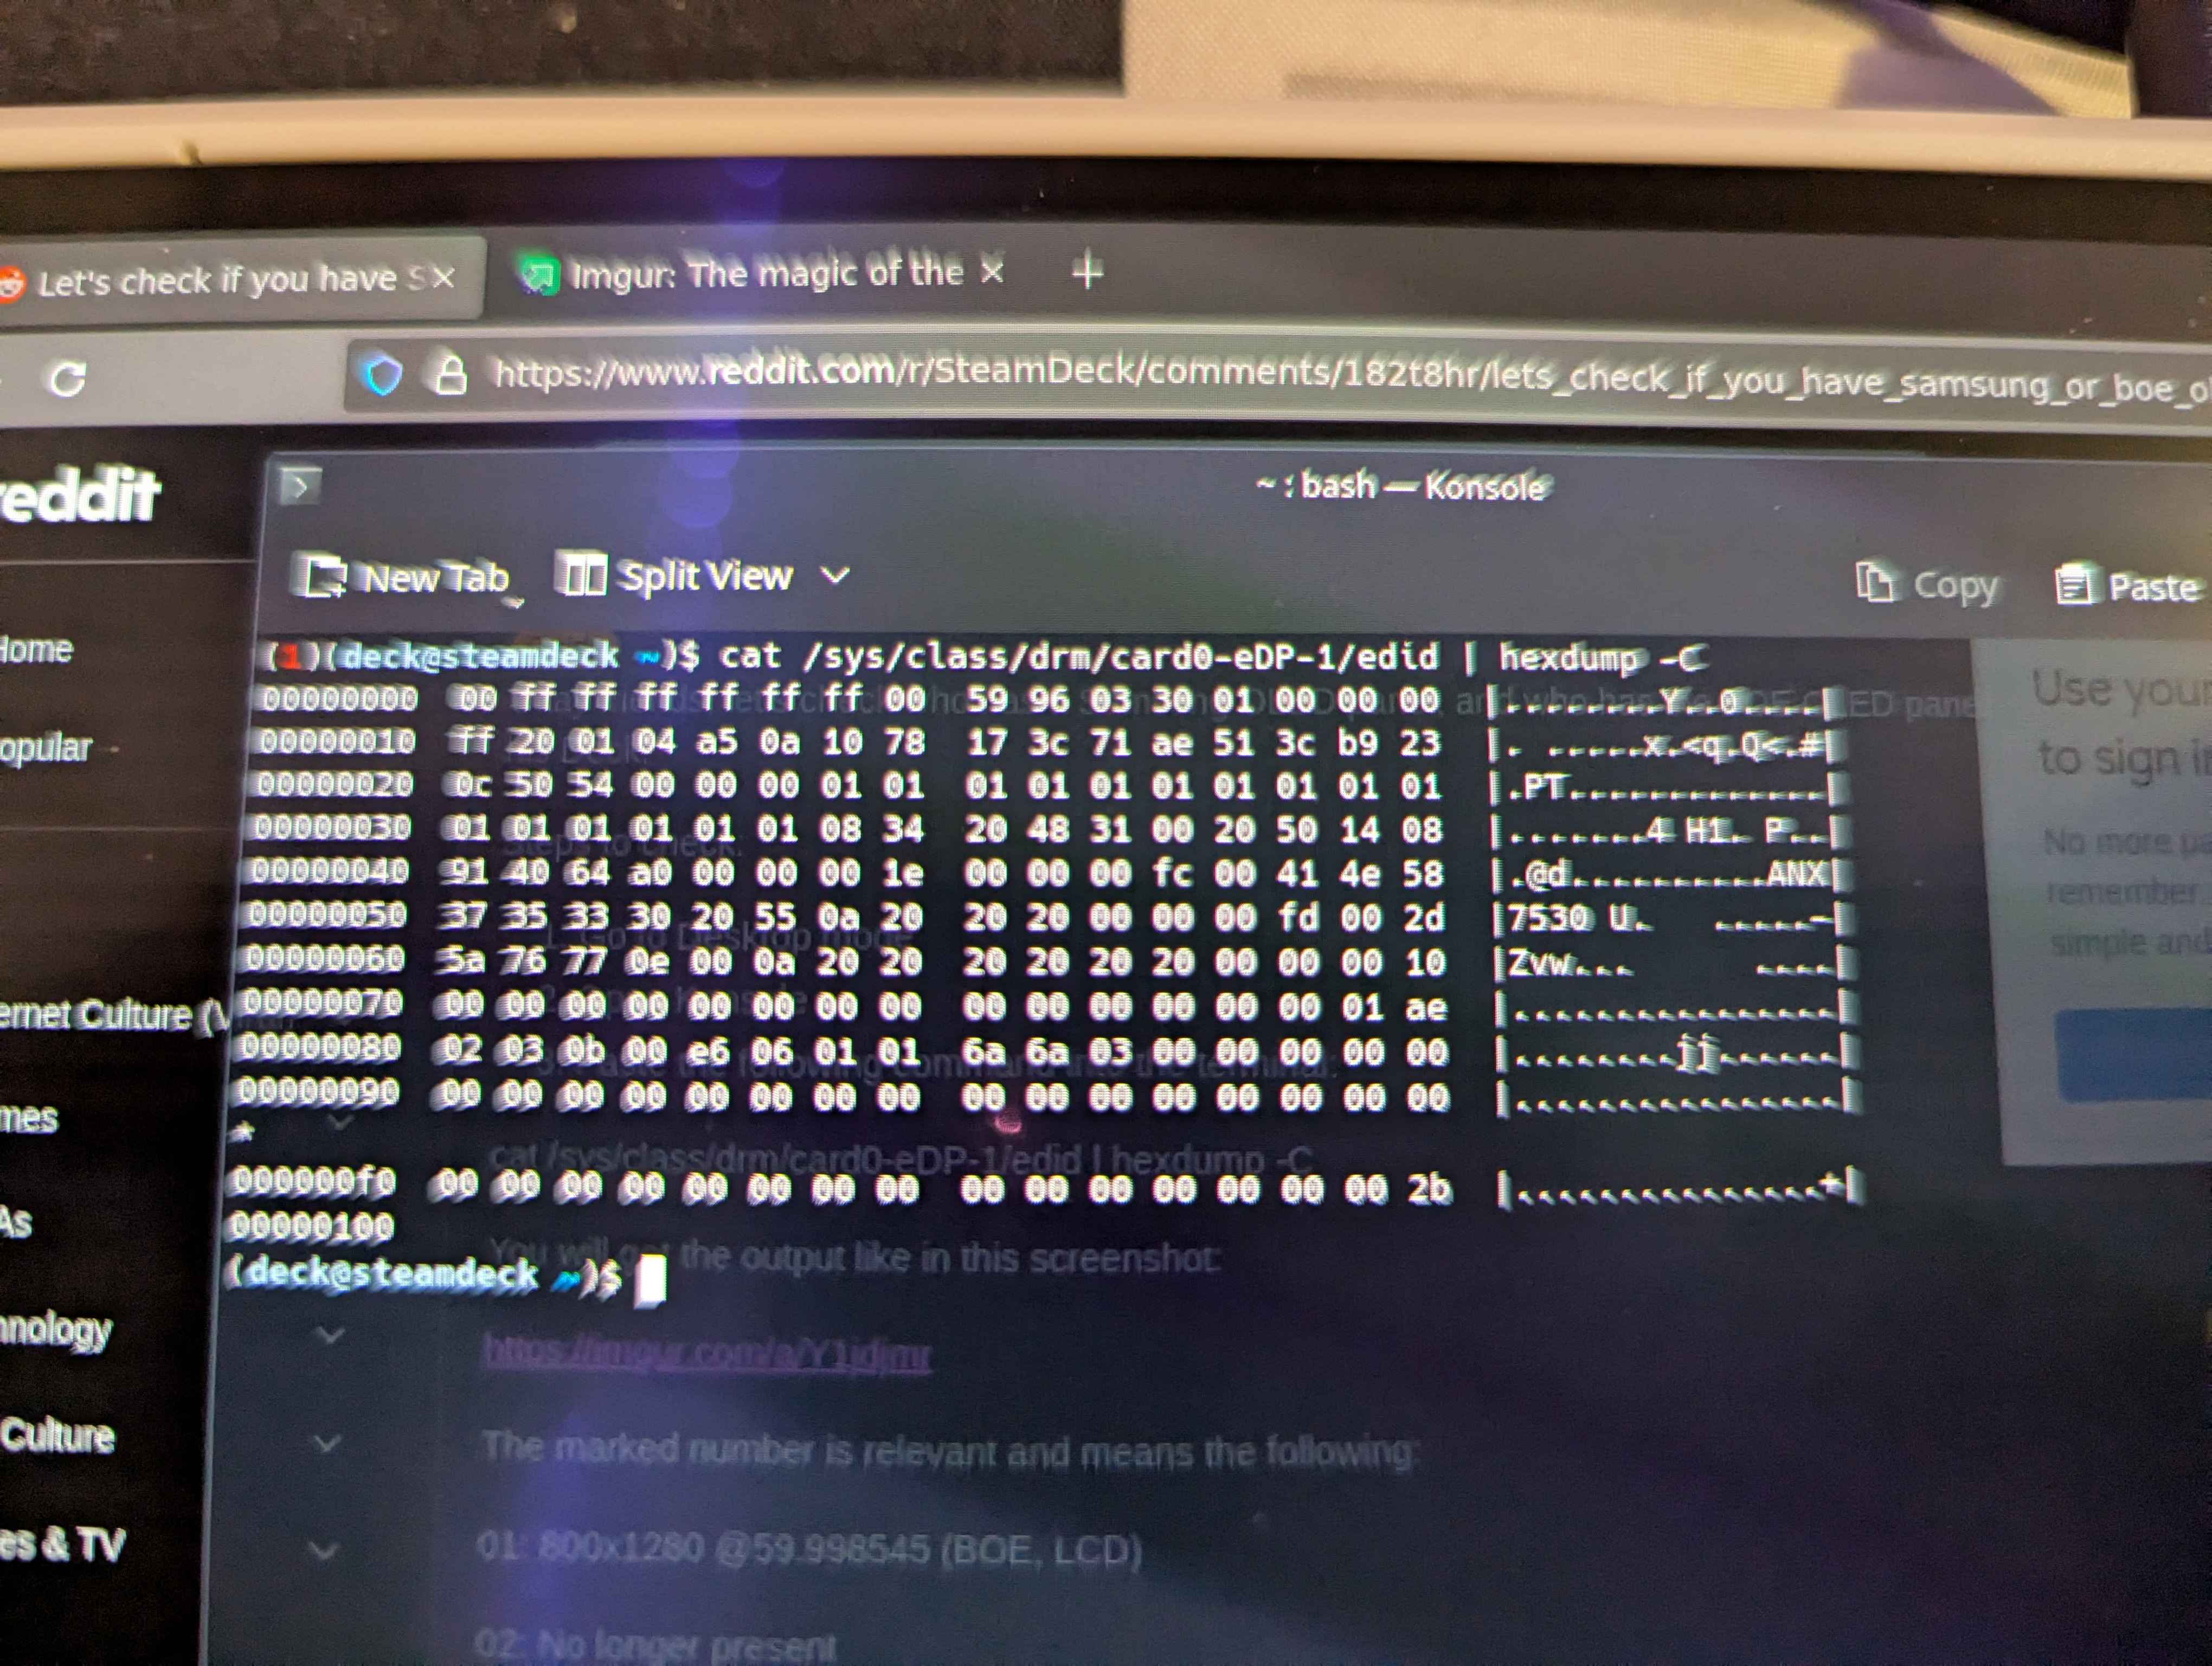 Let's check if you have S
Imgur: The magic of the
https://www.reddit.com/r/SteamDeck/comments/182t8hr/lets_check_if_you_have_samsung_or_boe_ol
reddit
~ : bash — Konsole
New Tab
Split View
Copy
Paste
(1)(deck@steamdeck ~)$ cat /sys/class/drm/card0-eDP-1/edid | hexdump -C
00000000  00 ff ff ff ff ff ff 00  59 96 03 30 01 00 00 00  |........Y..0....|
00000010  ff 20 01 04 a5 0a 10 78  17 3c 71 ae 51 3c b9 23  |. .....x.<q.Q<.#|
00000020  0c 50 54 00 00 00 01 01  01 01 01 01 01 01 01 01  |.PT.............|
00000030  01 01 01 01 01 01 08 34  20 48 31 00 20 50 14 08  |.......4 H1. P..|
00000040  91 40 64 a0 00 00 00 1e  00 00 00 fc 00 41 4e 58  |.@d..........ANX|
00000050  37 35 33 30 20 55 0a 20  20 20 00 00 00 fd 00 2d  |7530 U.   .....-|
00000060  5a 76 77 0e 00 0a 20 20  20 20 20 20 00 00 00 10  |Zvw...      ....|
00000070  00 00 00 00 00 00 00 00  00 00 00 00 00 00 01 ae  |................|
00000080  02 03 0b 00 e6 06 01 01  6a 6a 03 00 00 00 00 00  |........jj......|
00000090  00 00 00 00 00 00 00 00  00 00 00 00 00 00 00 00  |................|
*
000000f0  00 00 00 00 00 00 00 00  00 00 00 00 00 00 00 2b  |...............+|
00000100
(deck@steamdeck ~)$
Home
opular
ernet Culture (V
mes
As
hnology
Culture
es & TV
Steps to check:
1. Go to Desktop mode
cat /sys/class/drm/card0-eDP-1/edid | hexdump -C
You will get the output like in this screenshot:
The marked number is relevant and means the following:
01: 800x1280 @59.998545 (BOE, LCD)
02: No longer present
Use your
to sign i
No more pa
remember.
simple and